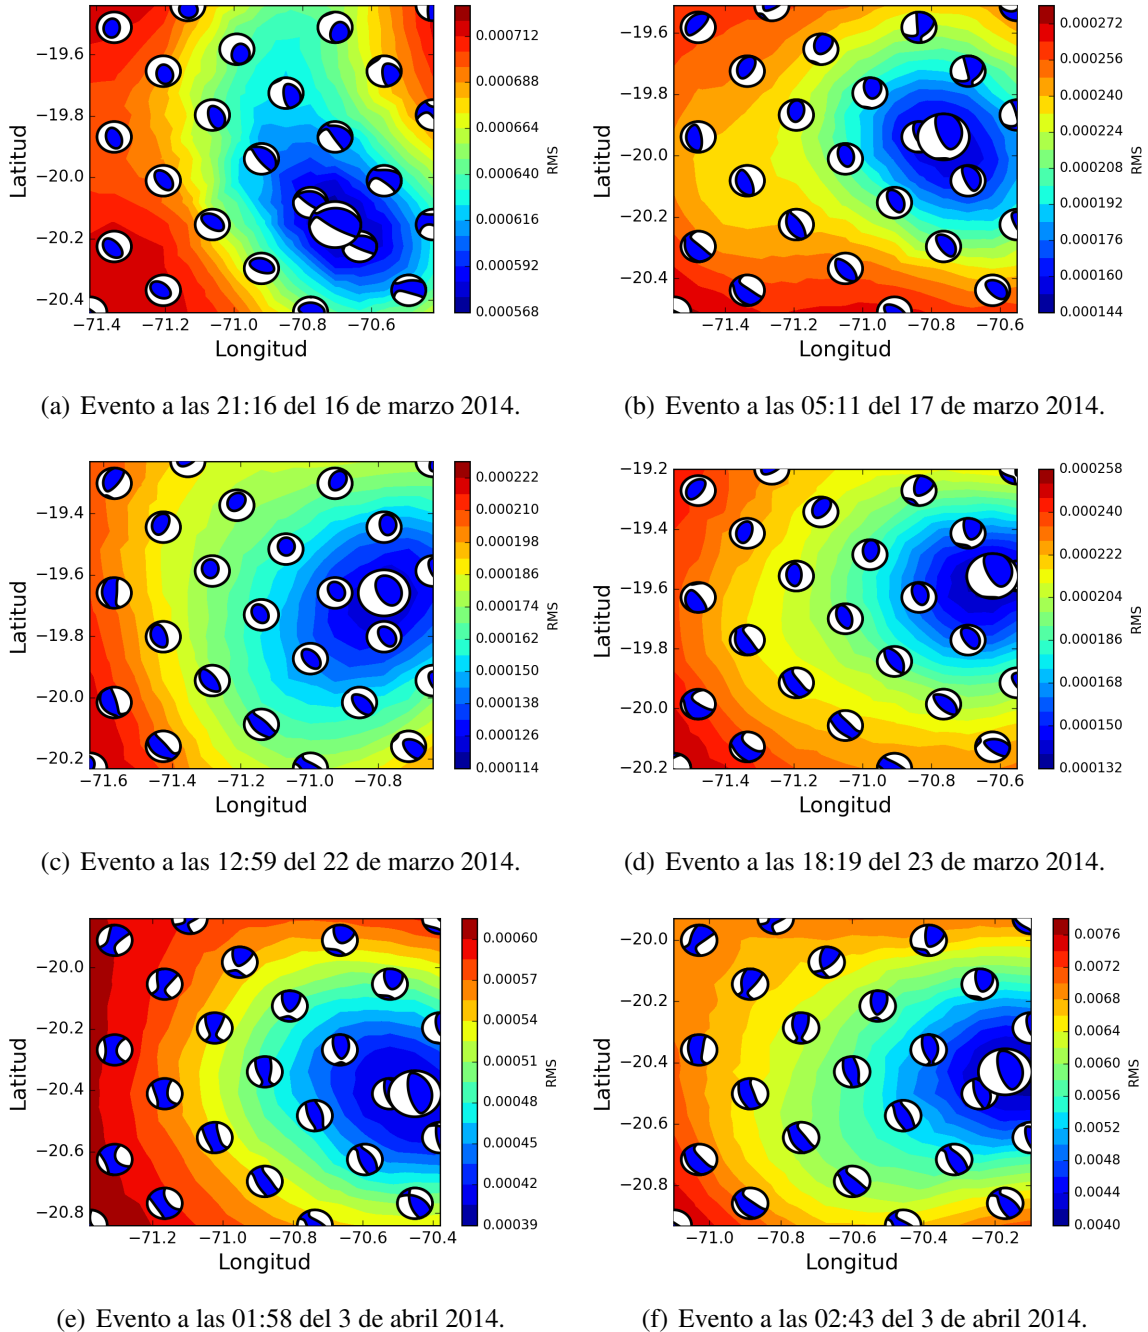 −19.6
−19.8
−20.0
−20.2
−20.4
Latitud
−71.4 −71.2 −71.0 −70.8 −70.6
Longitud
0.000712
0.000688
0.000664
0.000640
0.000616
0.000592
0.000568
RMS
(a) Evento a las 21:16 del 16 de marzo 2014.
−19.6
−19.8
−20.0
−20.2
−20.4
Latitud
−71.4 −71.2 −71.0 −70.8 −70.6
Longitud
0.000272
0.000256
0.000240
0.000224
0.000208
0.000192
0.000176
0.000160
0.000144
RMS
(b) Evento a las 05:11 del 17 de marzo 2014.
−19.4
−19.6
−19.8
−20.0
−20.2
Latitud
−71.6 −71.4 −71.2 −71.0 −70.8
Longitud
0.000222
0.000210
0.000198
0.000186
0.000174
0.000162
0.000150
0.000138
0.000126
0.000114
RMS
(c) Evento a las 12:59 del 22 de marzo 2014.
−19.2
−19.4
−19.6
−19.8
−20.0
−20.2
Latitud
−71.4 −71.2 −71.0 −70.8 −70.6
Longitud
0.000258
0.000240
0.000222
0.000204
0.000186
0.000168
0.000150
0.000132
RMS
(d) Evento a las 18:19 del 23 de marzo 2014.
−20.0
−20.2
−20.4
−20.6
−20.8
Latitud
−71.2 −71.0 −70.8 −70.6 −70.4
Longitud
0.00060
0.00057
0.00054
0.00051
0.00048
0.00045
0.00042
0.00039
RMS
(e) Evento a las 01:58 del 3 de abril 2014.
−20.0
−20.2
−20.4
−20.6
−20.8
Latitud
−71.0 −70.8 −70.6 −70.4 −70.2
Longitud
0.0076
0.0072
0.0068
0.0064
0.0060
0.0056
0.0052
0.0048
0.0044
0.0040
RMS
(f) Evento a las 02:43 del 3 de abril 2014.